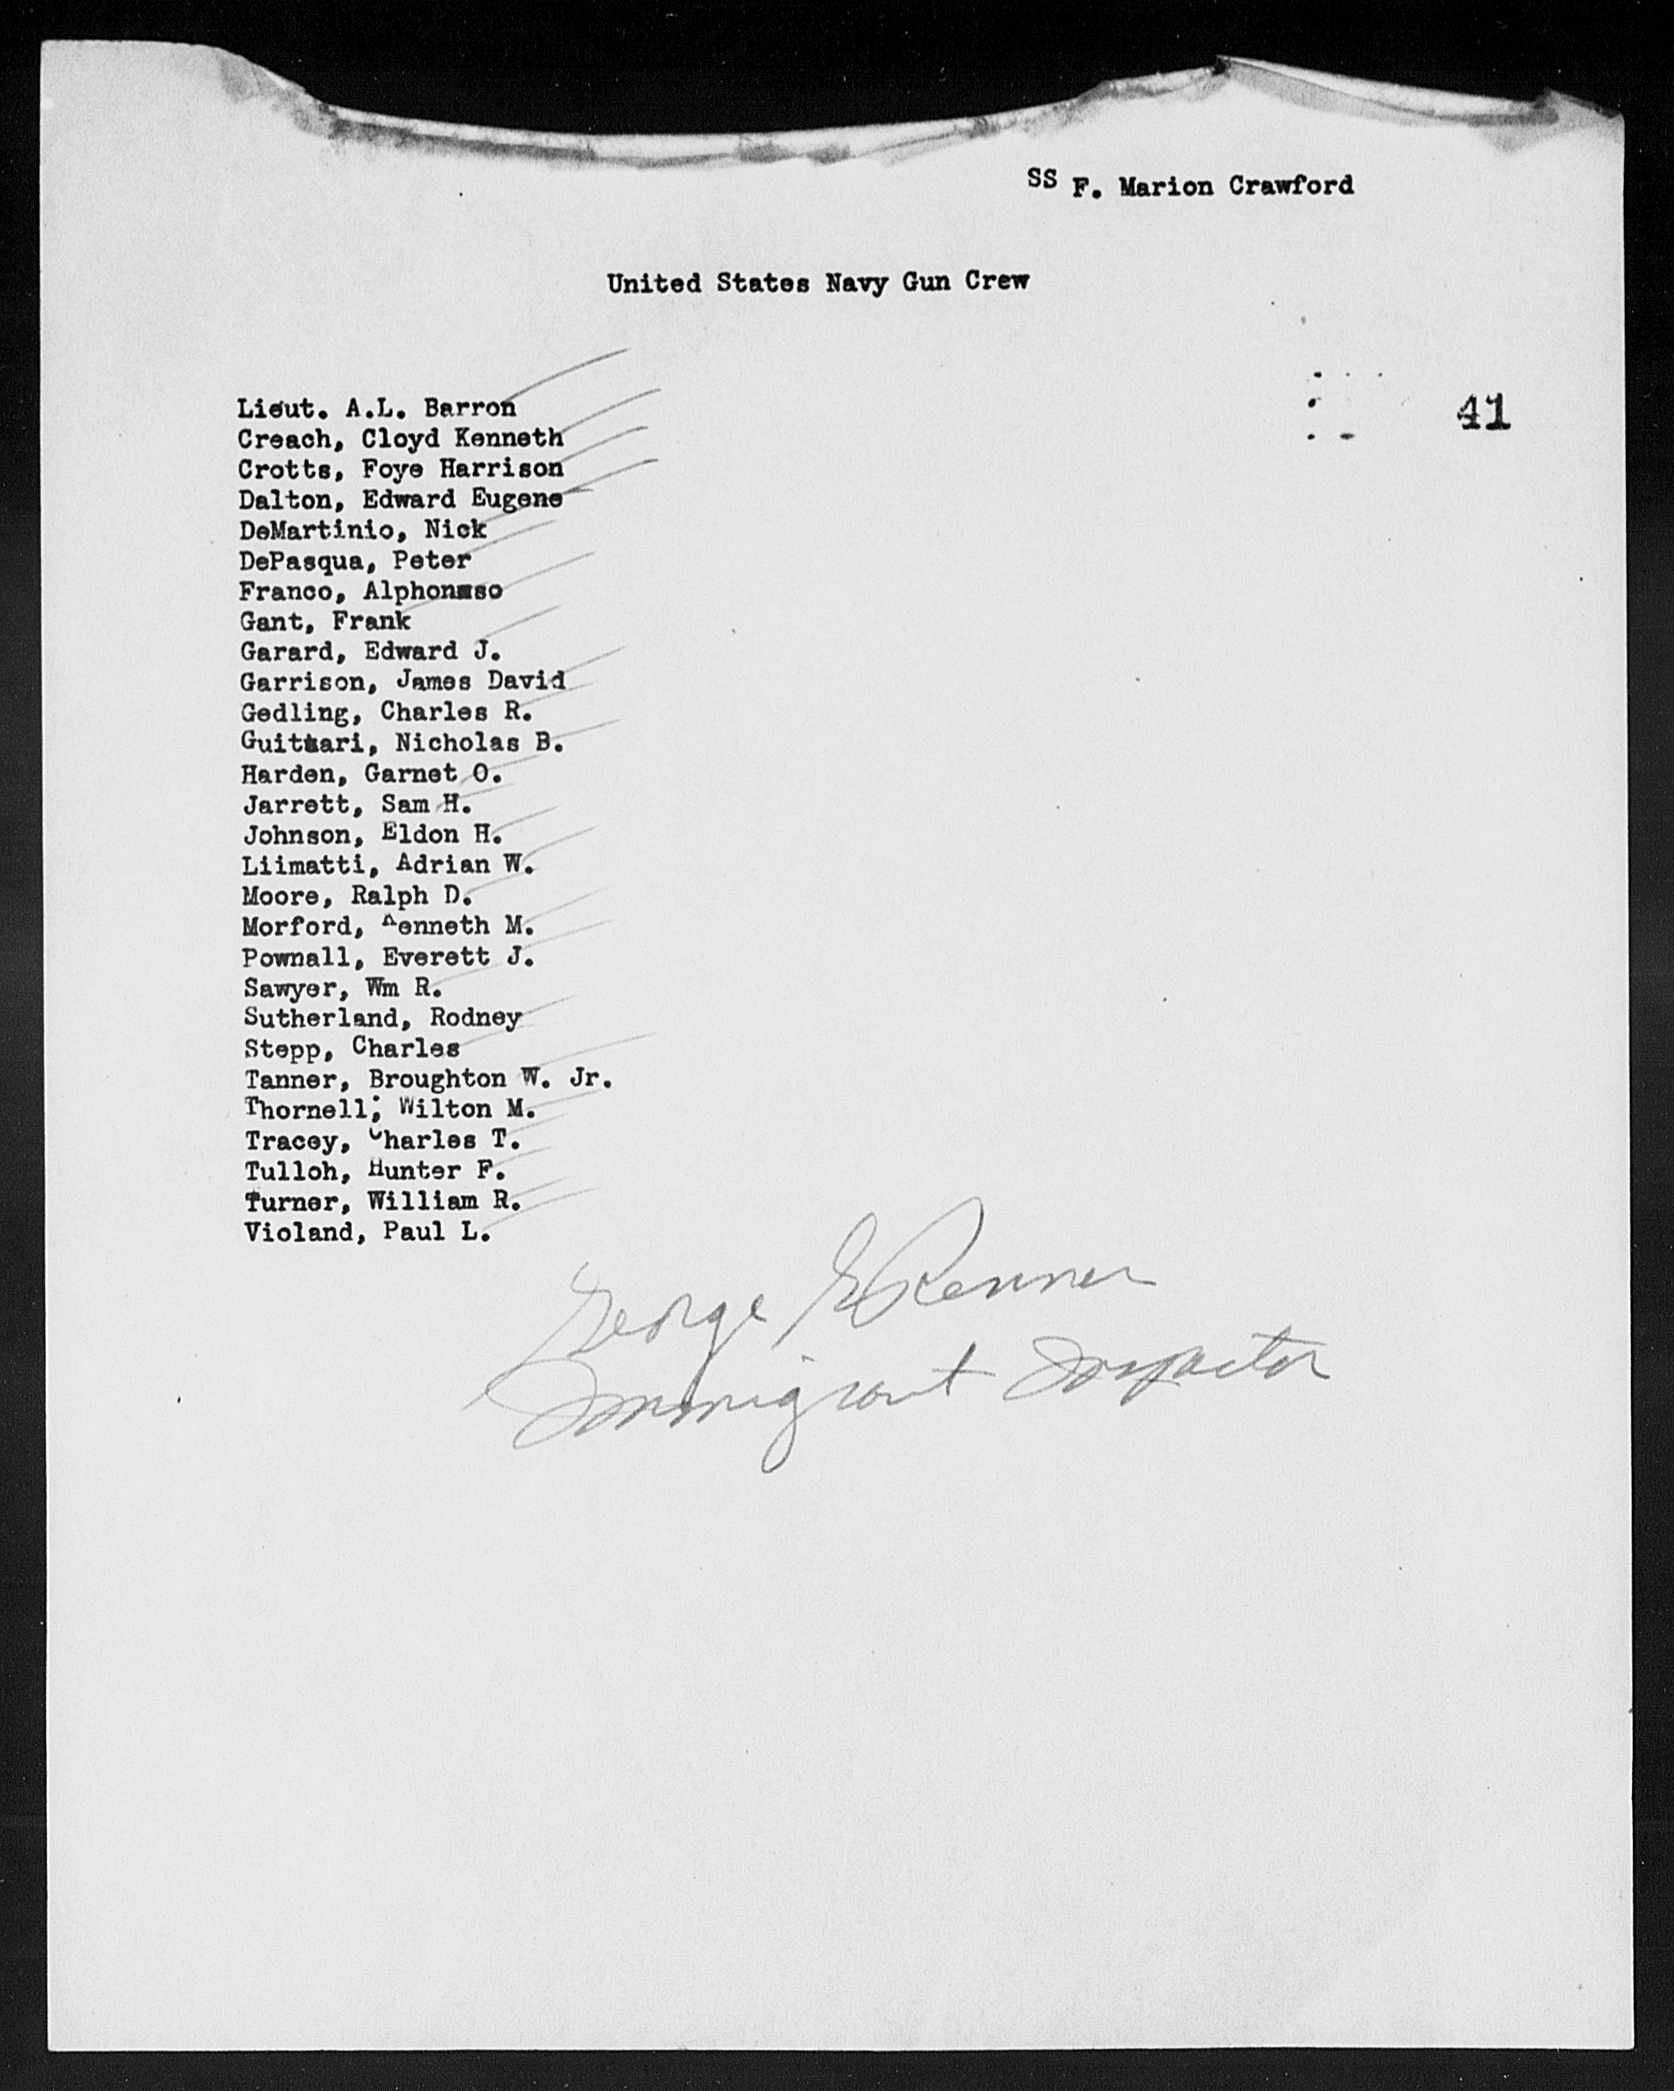 SS F. Marion Crawford
United States Navy Gun Crew
41
Lieut. A.L. Barron
Creach, Cloyd Kenneth
Crotts, Foye Harrison
Dalton, Edward Eugene
DeMartinio, Nick
DePasqua, Peter
Franco, Alphonso
Gant, Frank
Garard, Edward J.
Garrison, James David
Gedling, Charles R.
Guittari, Nicholas B.
Harden, Garnet O.
Jarrett, Sam H.
Johnson, Eldon H.
Liimatti, Adrian W.
Moore, Ralph D.
Morford, Kenneth M.
Pownall, Everett J.
Sawyer, Wm R.
Sutherland, Rodney
Stepp, Charles
Tanner, Broughton W. Jr.
Thornell, Wilton M.
Tracey, Charles T.
Tulloh, Hunter F.
Turner, William R.
Violand, Paul L.
George E Renner
Immigrant Inspector